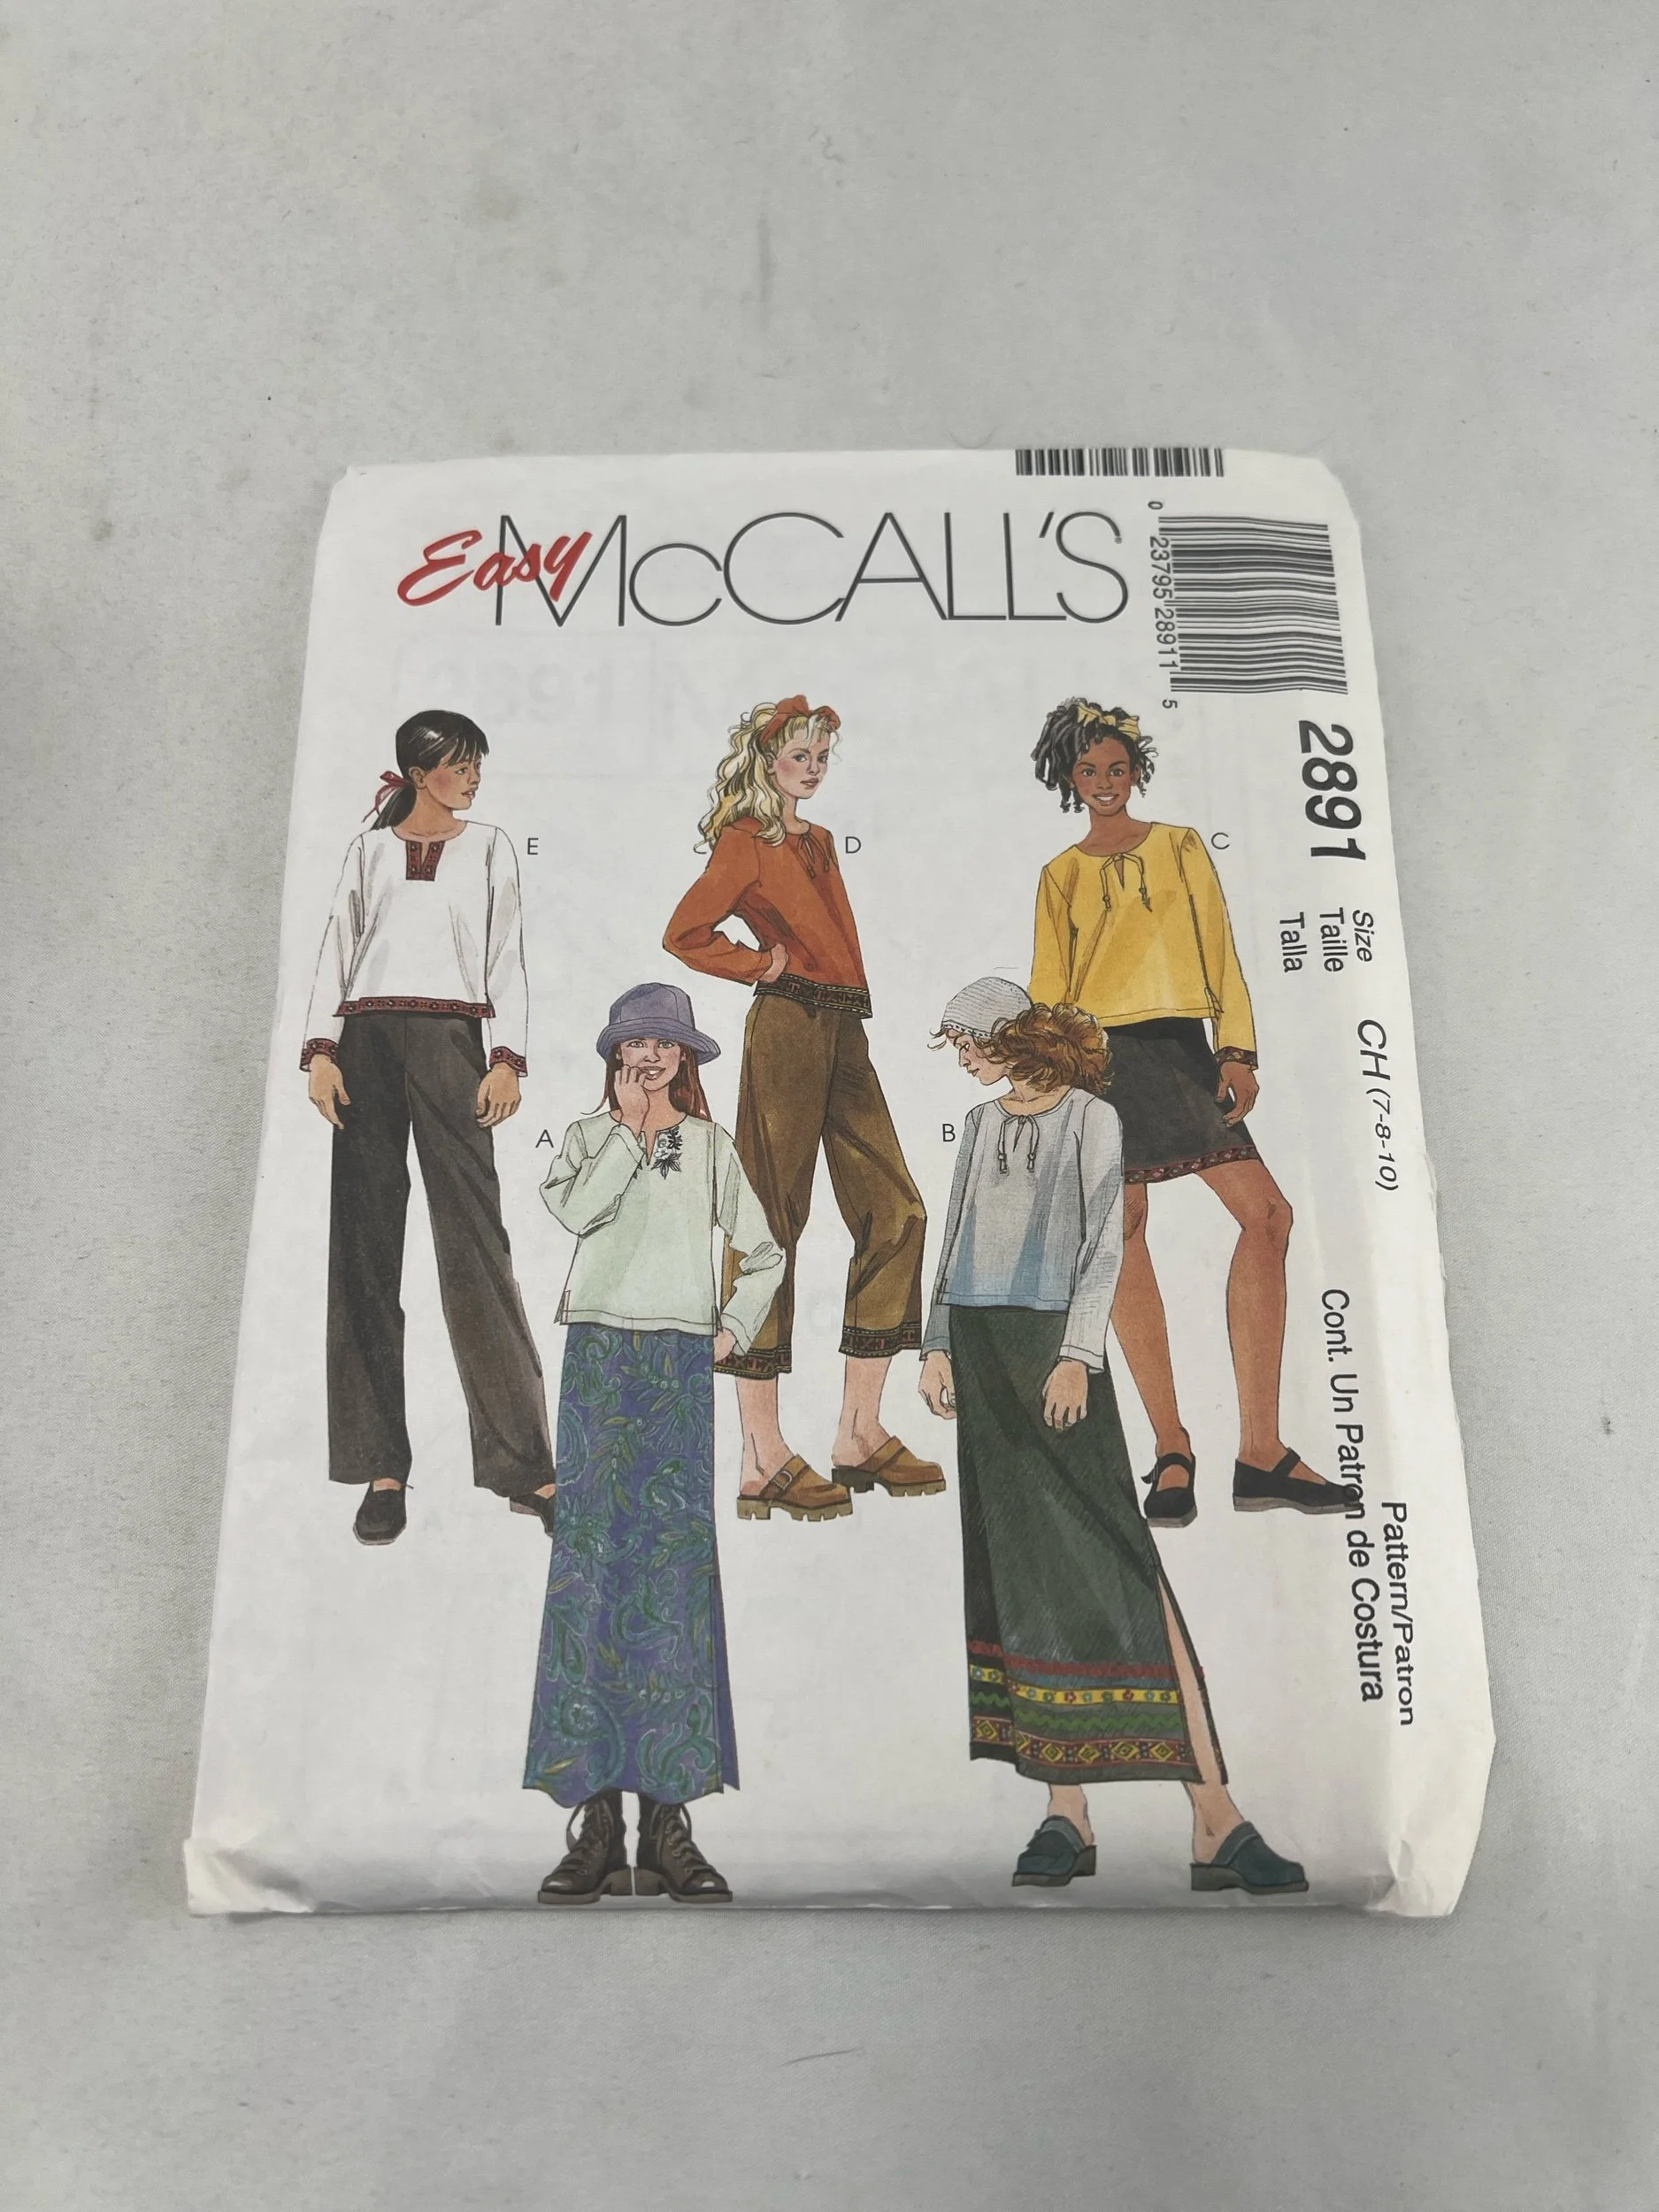 Easy McCALL'S
0 23795 28911 5
2891
Size
Taille
Talla
CH (7-8-10)
Pattern/Patron
Cont. Un Patron de Costura
E
D
C
A
B